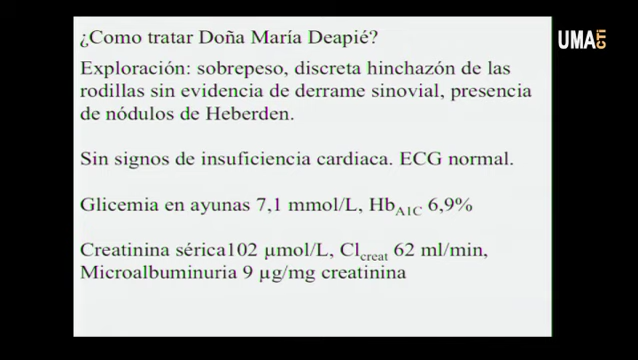 ¿Como tratar Doña María Deapié?
Exploración: sobrepeso, discreta hinchazón de las
rodillas sin evidencia de derrame sinovial, presencia
de nódulos de Heberden.
Sin signos de insuficiencia cardiaca. ECG normal.
Glicemia en ayunas 7,1 mmol/L, HbA1C 6,9%
Creatinina sérica102 µmol/L, Clcreat 62 ml/min,
Microalbuminuria 9 µg/mg creatinina
UMA CTI